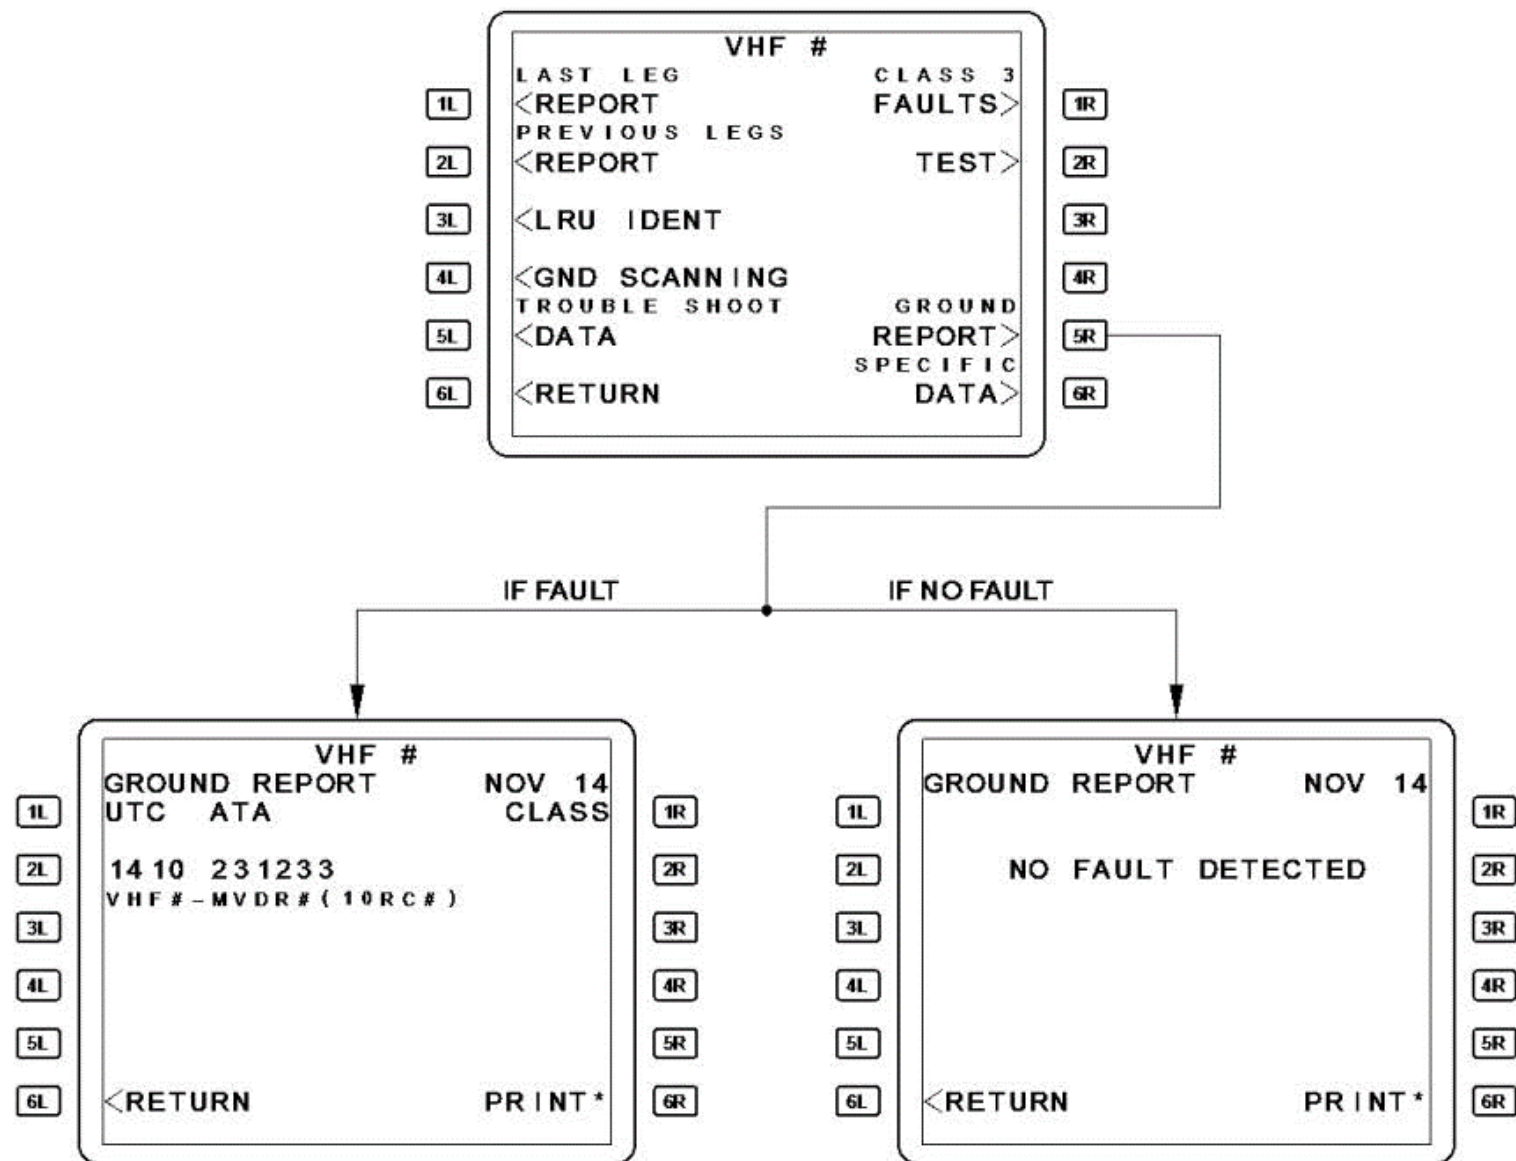 VHF #
LAST LEG CLASS 3
1L <REPORT FAULTS> 1R
PREVIOUS LEGS
2L <REPORT TEST> 2R
3L <LRU IDENT 3R
4L <GND SCANNING 4R
TROUBLE SHOOT GROUND
5L <DATA REPORT> 5R
SPECIFIC
6L <RETURN DATA> 6R
IF FAULT IF NO FAULT
VHF #
GROUND REPORT NOV 14
1L UTC ATA CLASS 1R
2L 1410 231233 2R
VHF#-MVDR#(10RC#)
3L 3R
4L 4R
5L 5R
6L <RETURN PRINT* 6R
VHF #
GROUND REPORT NOV 14
1L 1R
2L NO FAULT DETECTED 2R
3L 3R
4L 4R
5L 5R
6L <RETURN PRINT* 6R